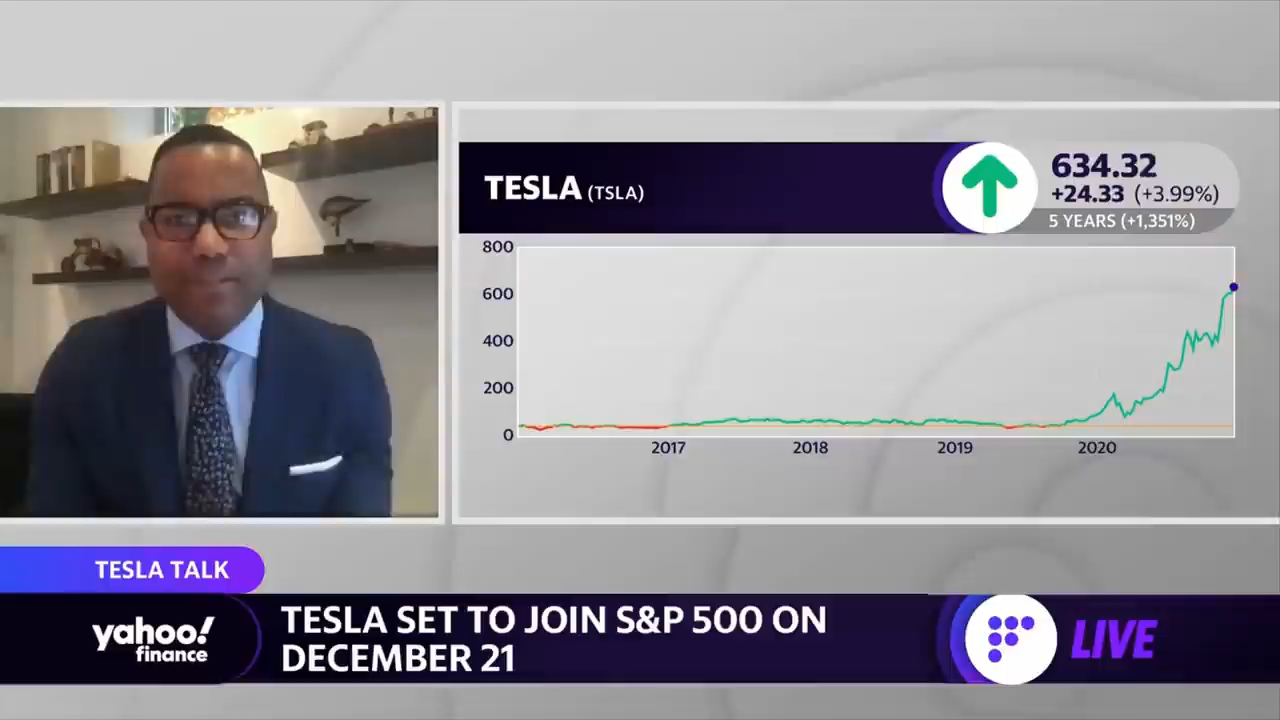 TESLA (TSLA)
634.32
+24.33 (+3.99%)
5 YEARS (+1,351%)
800
600
400
200
0
2017 2018 2019 2020
TESLA TALK
yahoo!
finance
TESLA SET TO JOIN S&P 500 ON
DECEMBER 21
LIVE